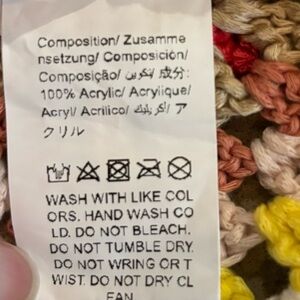 Composition/ Zusamme
nsetzung/ Composición/
Composição/ تكوين/ 成分:
100% Acrylic/ Acrylique/
Acryl/ Acrilico/ أكريليك/ ア
クリル
WASH WITH LIKE COL
ORS. HAND WASH CO
LD. DO NOT BLEACH.
DO NOT TUMBLE DRY.
DO NOT WRING OR T
WIST. DO NOT DRY CL
EAN